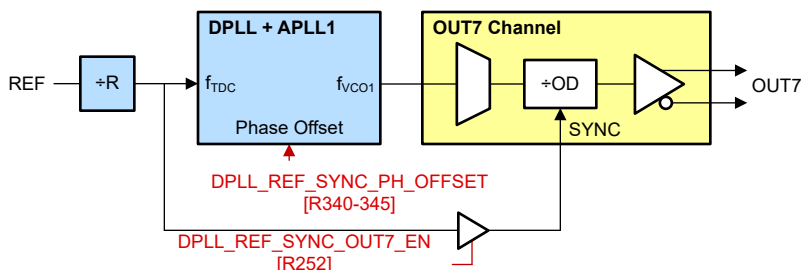 DPLL + APLL1
OUT7 Channel
REF
÷R
fTDC
fVCO1
÷OD
OUT7
Phase Offset
SYNC
DPLL_REF_SYNC_PH_OFFSET
[R340-345]
DPLL_REF_SYNC_OUT7_EN
[R252]